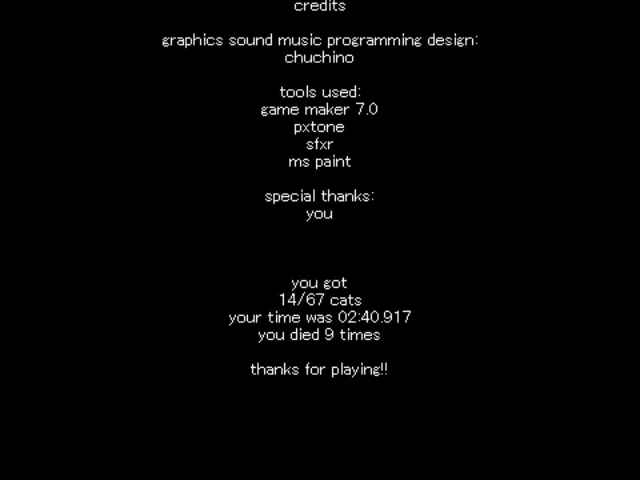 credits
graphics sound music programming design:
chuchino
tools used:
game maker 7.0
pxtone
sfxr
ms paint
special thanks:
you
you got
14/67 cats
your time was 02:40.917
you died 9 times
thanks for playing!!